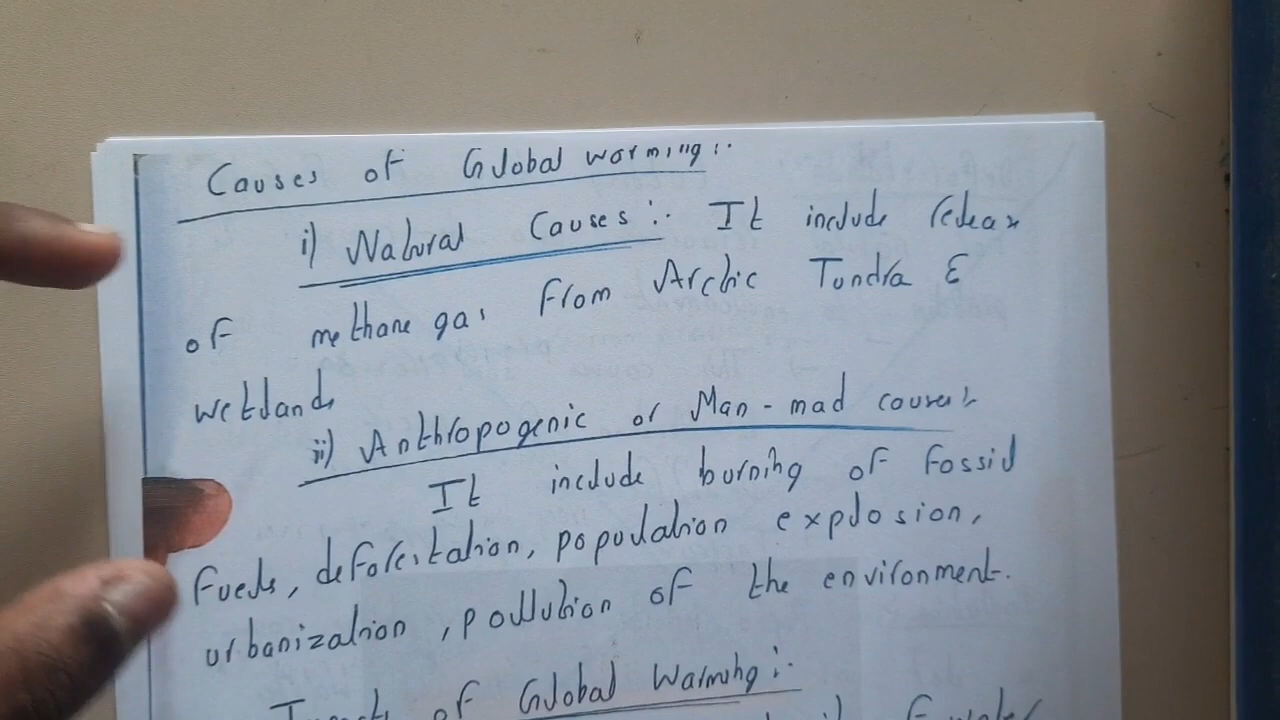 Causes of Global worming:.
i) Natural Causes:. It include release
of methane gas from Arctic Tundra &
wetlands
ii) Anthropogenic or Man-mad causes:
It include burning of fossil
fuels, deforestation, population explosion,
urbanization, pollution of the environment.
of Global Warming:.